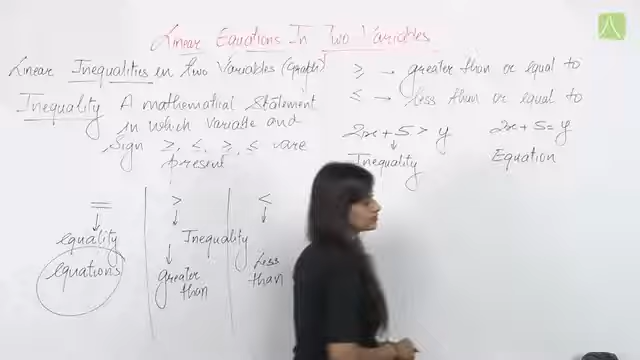 Linear Equations In Two Variables
Linear Inequalities in two Variables (Graph)
Inequality A mathematical Statement
in which variable and
Sign >, <, ≥, ≤ are
present
= > <
equality Inequality
equations greater than Less than
≥ → greater than or equal to
≤ → less than or equal to
2x + 5 > y 2x + 5 = y
Inequality Equation